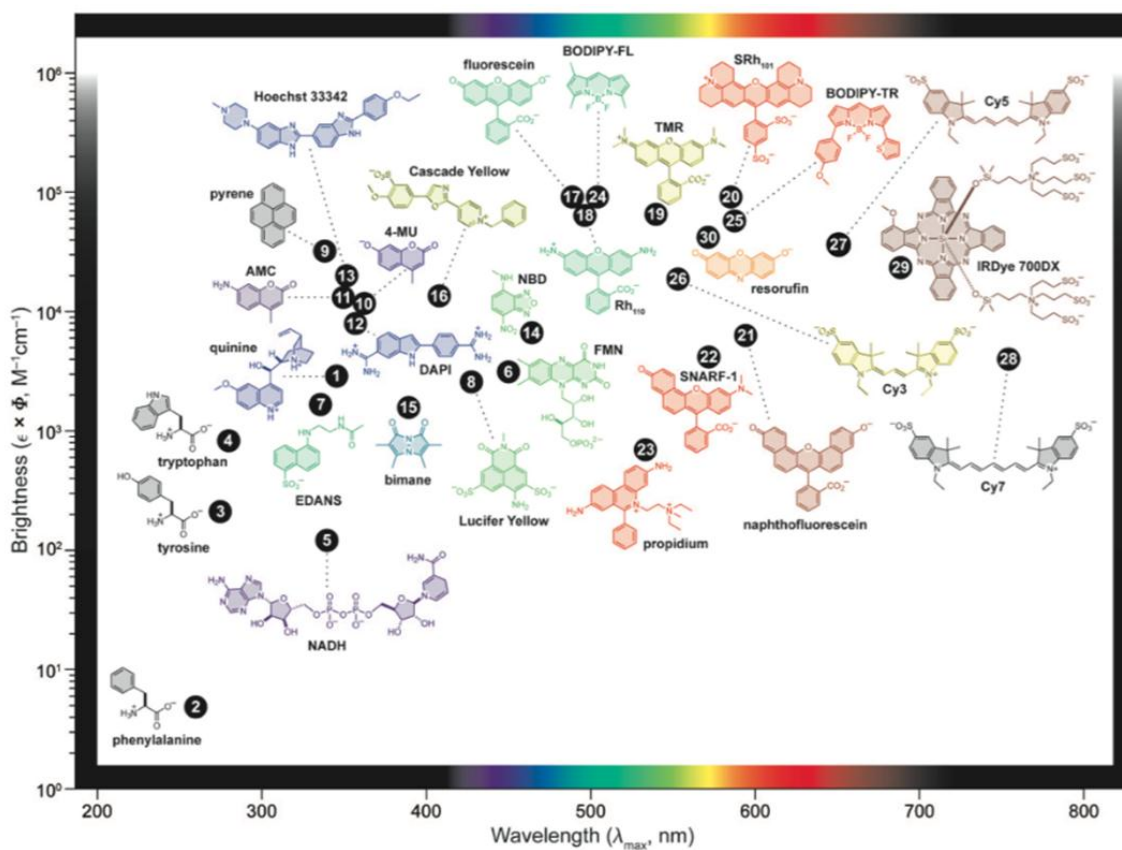 10⁶
10⁵
10⁴
10³
10²
10¹
10⁰
Brightness (ε × Φ, M⁻¹cm⁻¹)
200 300 400 500 600 700 800
Wavelength (λmax, nm)
Hoechst 33342
fluorescein
BODIPY-FL
SRh₁₀₁
BODIPY-TR
Cy5
TMR
Cascade Yellow
pyrene
4-MU
AMC
NBD
Rh₁₁₀
resorufin
IRDye 700DX
quinine
DAPI
FMN
SNARF-1
Cy3
tryptophan
EDANS
bimane
Lucifer Yellow
propidium
naphthofluorescein
Cy7
tyrosine
NADH
phenylalanine
17
24
18
19
20
25
30
27
29
9
13
11
10
12
16
14
26
21
22
28
1
8
6
7
15
4
3
23
5
2